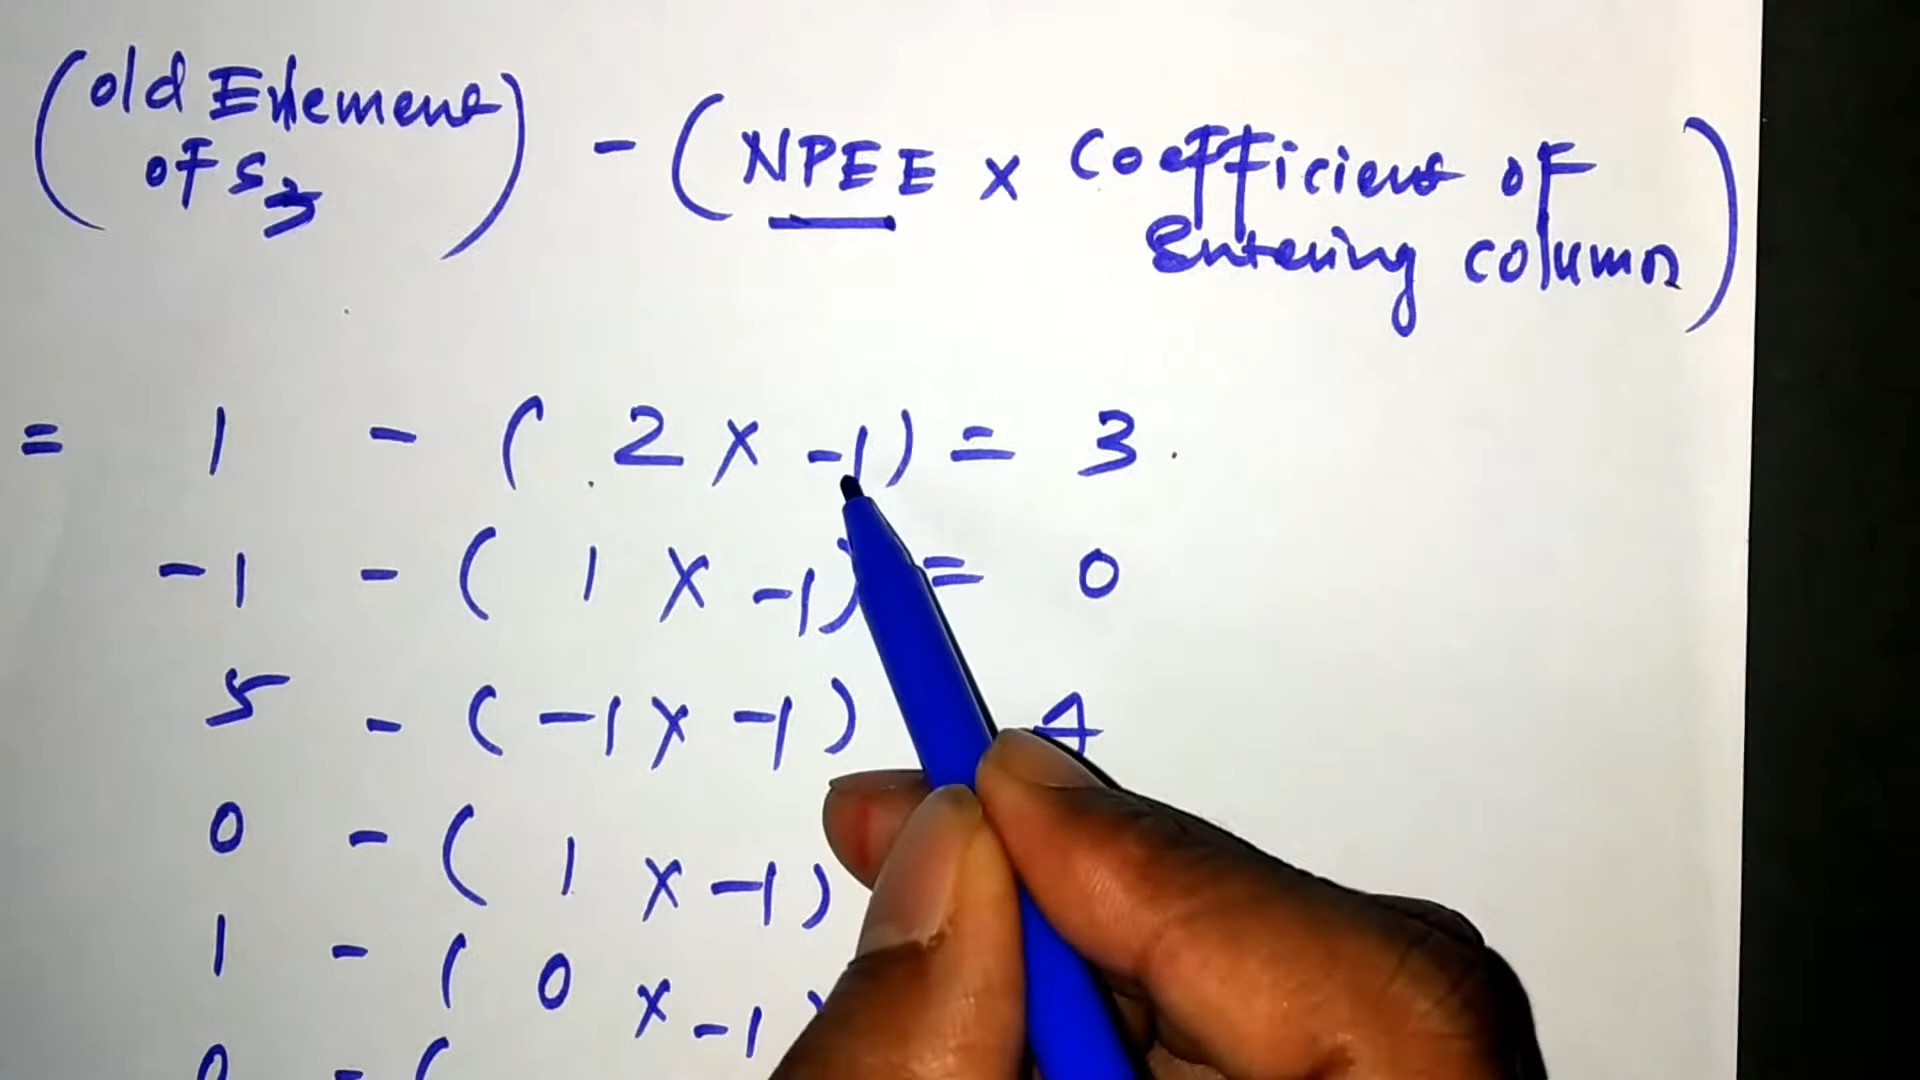 (old Element of S3) - (NPEE x Coefficient of Entering column)
= 1 - ( 2 x -1) = 3
-1 - ( 1 x -1) = 0
5 - ( -1 x -1) 4
0 - ( 1 x -1)
1 - ( 0 x -1)
0 - (